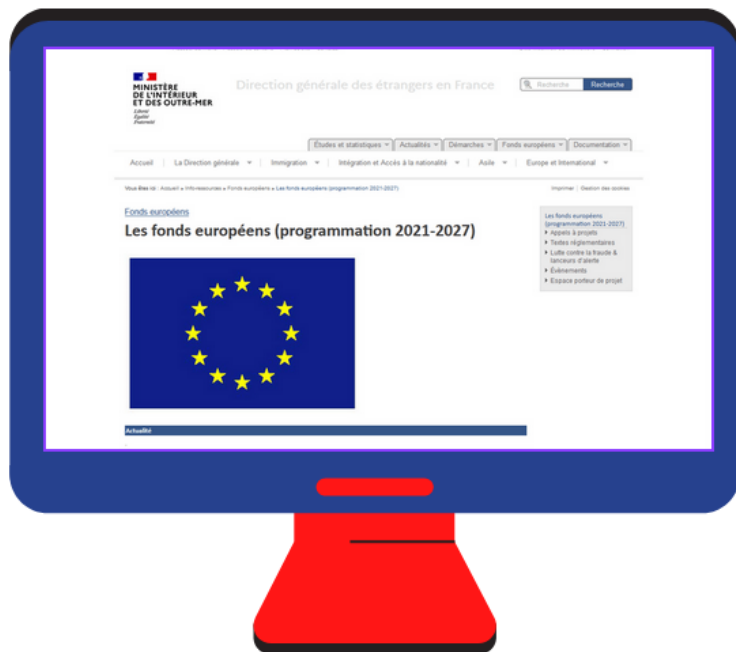 MINISTÈRE
DE L'INTÉRIEUR
ET DES OUTRE-MER
Liberté
Égalité
Fraternité
Direction générale des étrangers en France
Recherche Recherche
Études et statistiques Actualités Démarches Fonds européens Documentation
Accueil La Direction générale Immigration Intégration et Accès à la nationalité Asile Europe et International
Vous êtes ici : Accueil » Info-ressources » Fonds européens » Les fonds européens (programmation 2021-2027)
Imprimer Gestion des cookies
Fonds européens
Les fonds européens (programmation 2021-2027)
Les fonds européens
(programmation 2021-2027)
Appels à projets
Textes réglementaires
Lutte contre la fraude &
lanceurs d'alerte
Évènements
Espace porteur de projet
Actualité